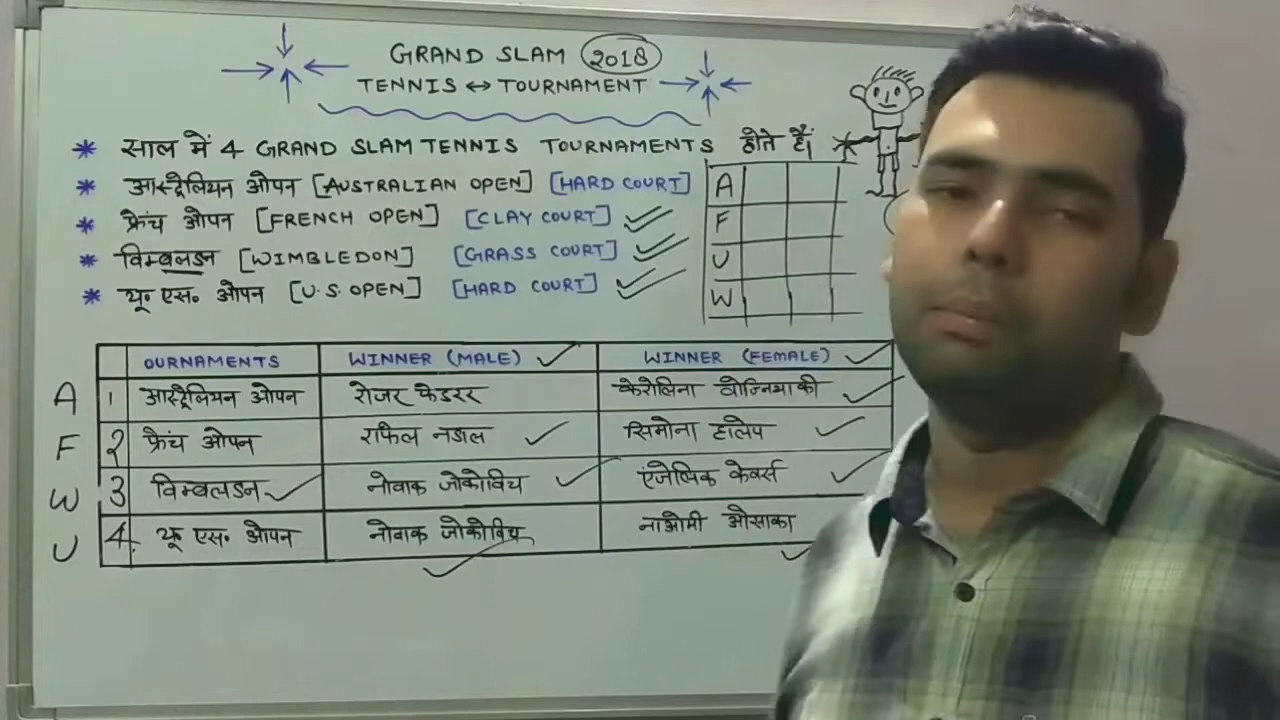 GRAND SLAM 2018
TENNIS ↔ TOURNAMENT
* साल में 4 GRAND SLAM TENNIS TOURNAMENTS होते हैं।
* आस्ट्रेलियन ओपन [AUSTRALIAN OPEN] [HARD COURT]
* फ्रेंच ओपन [FRENCH OPEN] [CLAY COURT]
* विम्बलडन [WIMBLEDON] [GRASS COURT]
* यू॰ एस॰ ओपन [U.S. OPEN] [HARD COURT]
A
F
U
W
OURNAMENTS WINNER (MALE) WINNER (FEMALE)
A 1 आस्ट्रेलियन ओपन रोजर फेडरर केरोलिना वोज्नियाकी
F 2 फ्रेंच ओपन राफेल नडाल सिमोना हालेप
W 3 विम्बलडन नोवाक जोकोविच एंजेलिक केवर्स
U 4. यू एस॰ ओपन नोवाक जोकोविच नाओमी ओसाका